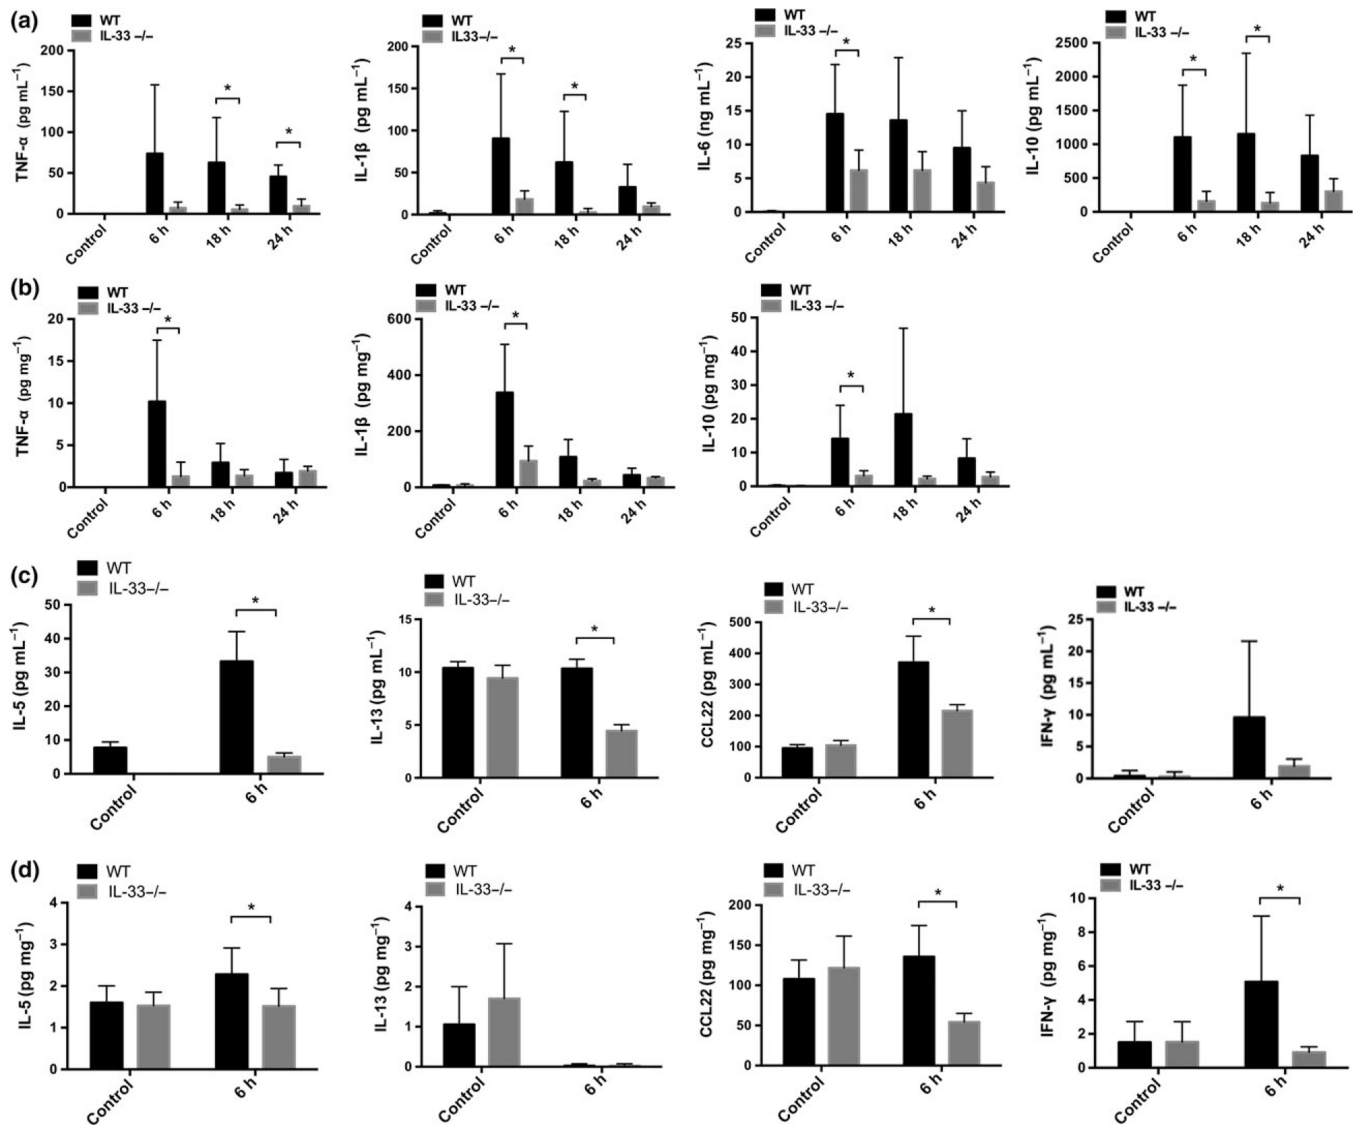 (a)
WT
IL-33 –/–
TNF-α (pg mL⁻¹)
200
150
100
50
0
*
*
Control
6 h
18 h
24 h
WT
IL33–/–
IL-1β (pg mL⁻¹)
200
150
100
50
0
*
*
Control
6 h
18 h
24 h
WT
IL-33 –/–
IL-6 (ng mL⁻¹)
25
20
15
10
5
0
*
Control
6 h
18 h
24 h
WT
IL-33 –/–
IL-10 (pg mL⁻¹)
2500
2000
1500
1000
500
0
*
*
Control
6 h
18 h
24 h
(b)
WT
IL-33 –/–
TNF-α (pg mg⁻¹)
20
15
10
5
0
*
Control
6 h
18 h
24 h
WT
IL-33 –/–
IL-1β (pg mg⁻¹)
600
400
200
0
*
Control
6 h
18 h
24 h
WT
IL-33 –/–
IL-10 (pg mg⁻¹)
50
40
30
20
10
0
*
Control
6 h
18 h
24 h
(c)
WT
IL-33–/–
IL-5 (pg mL⁻¹)
50
40
30
20
10
0
*
Control
6 h
WT
IL-33–/–
IL-13 (pg mL⁻¹)
15
10
5
0
*
Control
6 h
WT
IL-33–/–
CCL22 (pg mL⁻¹)
500
400
300
200
100
0
*
Control
6 h
WT
IL-33 –/–
IFN-γ (pg mL⁻¹)
25
20
15
10
5
0
Control
6 h
(d)
WT
IL-33–/–
IL-5 (pg mg⁻¹)
4
3
2
1
0
*
Control
6 h
WT
IL-33–/–
IL-13 (pg mg⁻¹)
4
3
2
1
0
Control
6 h
WT
IL-33–/–
CCL22 (pg mg⁻¹)
200
150
100
50
0
*
Control
6 h
WT
IL-33 –/–
IFN-γ (pg mg⁻¹)
10
8
6
4
2
0
*
Control
6 h